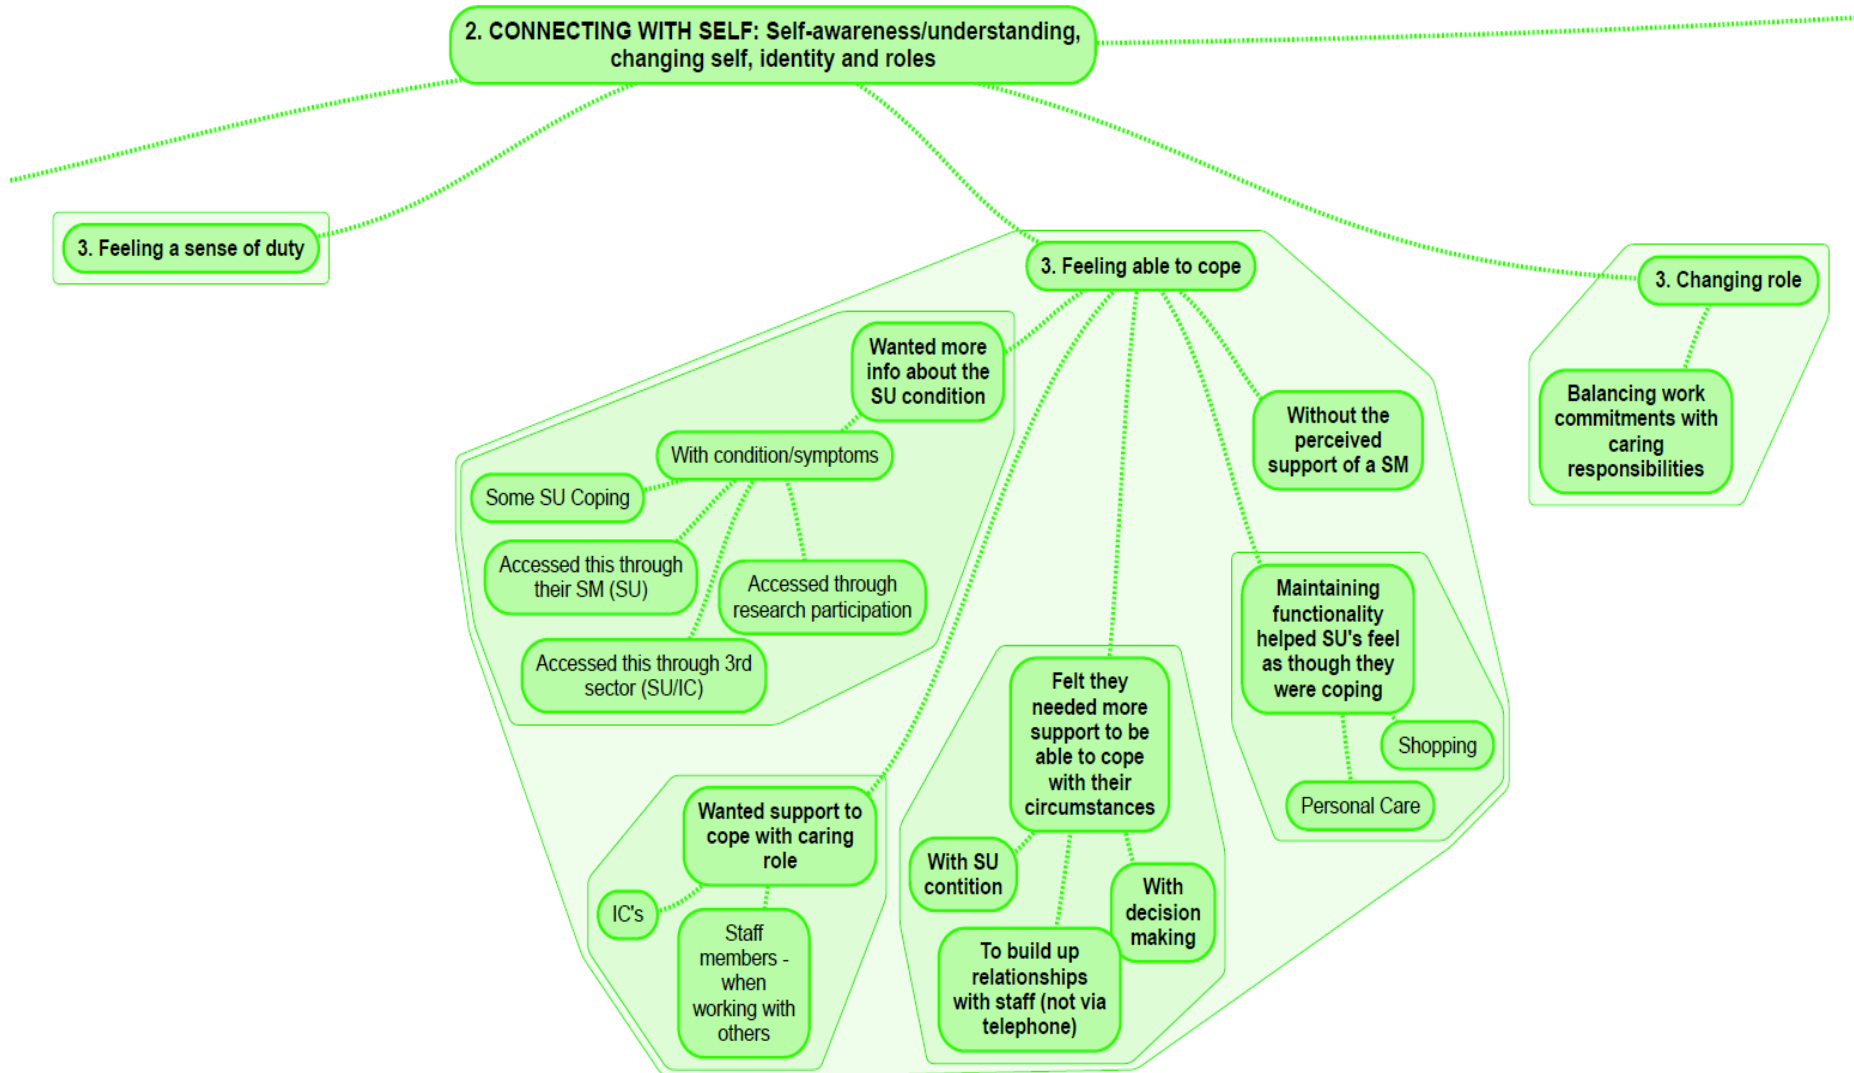 2. CONNECTING WITH SELF: Self-awareness/understanding,
changing self, identity and roles
3. Feeling a sense of duty
3. Feeling able to cope
3. Changing role
Wanted more
info about the
SU condition
With condition/symptoms
Some SU Coping
Accessed this through
their SM (SU)
Accessed through
research participation
Accessed this through 3rd
sector (SU/IC)
Without the
perceived
support of a SM
Balancing work
commitments with
caring
responsibilities
Maintaining
functionality
helped SU's feel
as though they
were coping
Shopping
Personal Care
Felt they
needed more
support to be
able to cope
with their
circumstances
With SU
contition
With
decision
making
To build up
relationships
with staff (not via
telephone)
Wanted support to
cope with caring
role
IC's
Staff
members -
when
working with
others